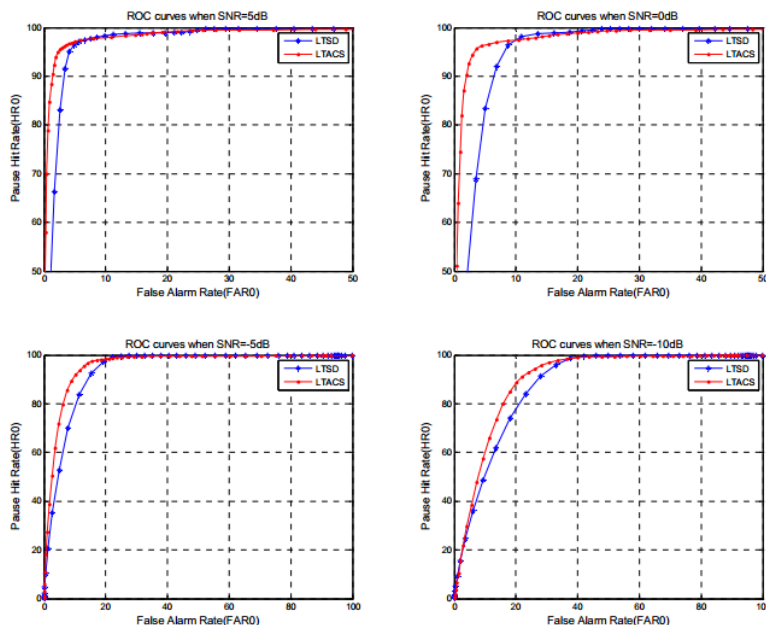 ROC curves when SNR=5dB
Pause Hit Rate(HR0)
100
90
80
70
60
50
0
10
20
30
40
50
False Alarm Rate(FAR0)
LTSD
LTACS
ROC curves when SNR=0dB
Pause Hit Rate(HR0)
100
90
80
70
60
50
0
10
20
30
40
50
False Alarm Rate(FAR0)
LTSD
LTACS
ROC curves when SNR=-5dB
Pause Hit Rate(HR0)
100
80
60
40
20
0
0
20
40
60
80
100
False Alarm Rate(FAR0)
LTSD
LTACS
ROC curves when SNR=-10dB
Pause Hit Rate(HR0)
100
80
60
40
20
0
0
20
40
60
80
100
False Alarm Rate(FAR0)
LTSD
LTACS